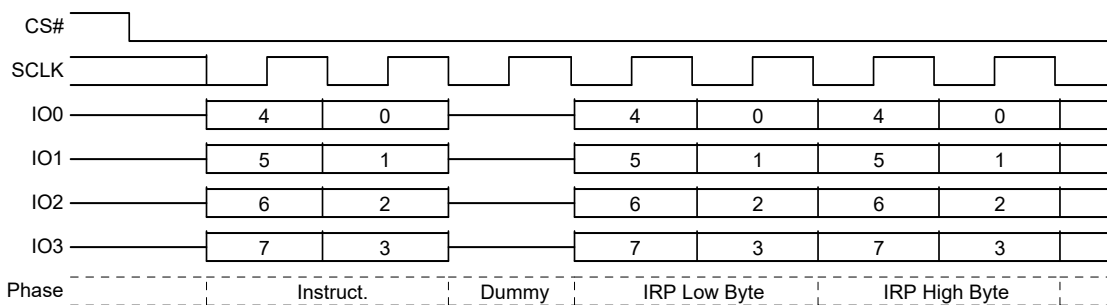 CS#
SCLK
IO0 4 0 4 0 4 0
IO1 5 1 5 1 5 1
IO2 6 2 6 2 6 2
IO3 7 3 7 3 7 3
Phase Instruct. Dummy IRP Low Byte IRP High Byte